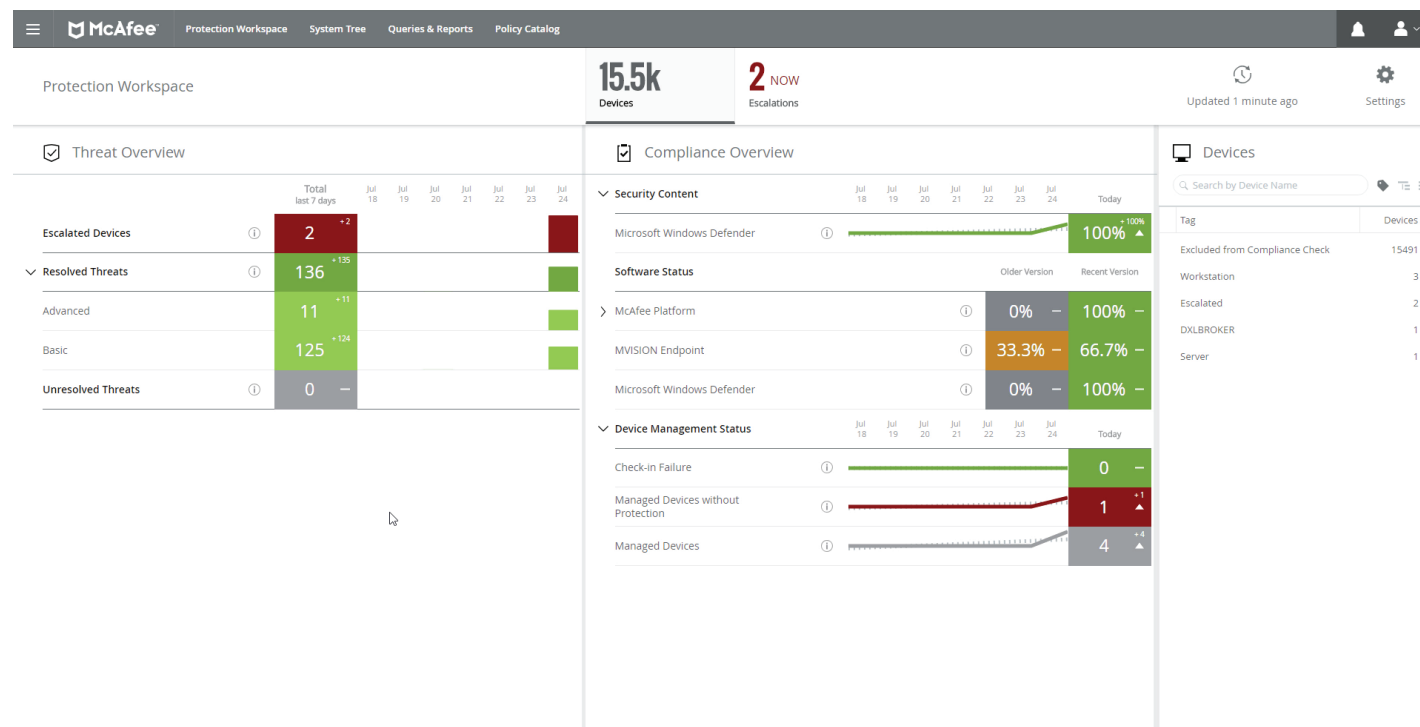 McAfee Protection Workspace System Tree Queries & Reports Policy Catalog
Protection Workspace
15.5k
Devices
2 NOW
Escalations
Updated 1 minute ago
Settings
Threat Overview
Total
last 7 days
Jul 18 Jul 19 Jul 20 Jul 21 Jul 22 Jul 23 Jul 24
Escalated Devices 2 +2
Resolved Threats 136 +135
Advanced 11 +11
Basic 125 +124
Unresolved Threats 0 –
Compliance Overview
Security Content Jul 18 Jul 19 Jul 20 Jul 21 Jul 22 Jul 23 Jul 24 Today
Microsoft Windows Defender 100% +100%
Software Status Older Version Recent Version
McAfee Platform 0% – 100% –
MVISION Endpoint 33.3% – 66.7% –
Microsoft Windows Defender 0% – 100% –
Device Management Status Jul 18 Jul 19 Jul 20 Jul 21 Jul 22 Jul 23 Jul 24 Today
Check-in Failure 0 –
Managed Devices without
Protection 1 +1
Managed Devices 4 +4
Devices
Search by Device Name
Tag Devices
Excluded from Compliance Check 15491
Workstation 3
Escalated 2
DXLBROKER 1
Server 1